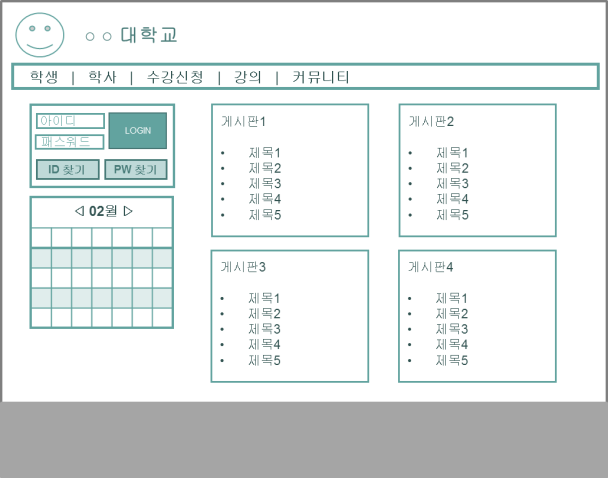 ○ ○ 대학교
학생 | 학사 | 수강신청 | 강의 | 커뮤니티
아이디
패스워드
LOGIN
ID 찾기
PW 찾기
◁ 02월 ▷
게시판1
• 제목1
• 제목2
• 제목3
• 제목4
• 제목5
게시판2
• 제목1
• 제목2
• 제목3
• 제목4
• 제목5
게시판3
• 제목1
• 제목2
• 제목3
• 제목4
• 제목5
게시판4
• 제목1
• 제목2
• 제목3
• 제목4
• 제목5